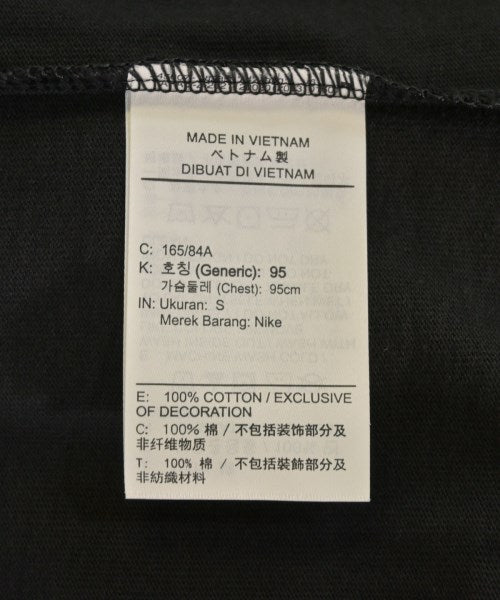 MADE IN VIETNAM
ベトナム製
DIBUAT DI VIETNAM
C: 165/84A
K: 호칭 (Generic): 95
가슴둘레 (Chest): 95cm
IN: Ukuran: S
Merek Barang: Nike
E: 100% COTTON / EXCLUSIVE
OF DECORATION
C: 100% 棉 / 不包括装饰部分及
非纤维物质
T: 100% 棉 / 不包括裝飾部分及
非紡織材料